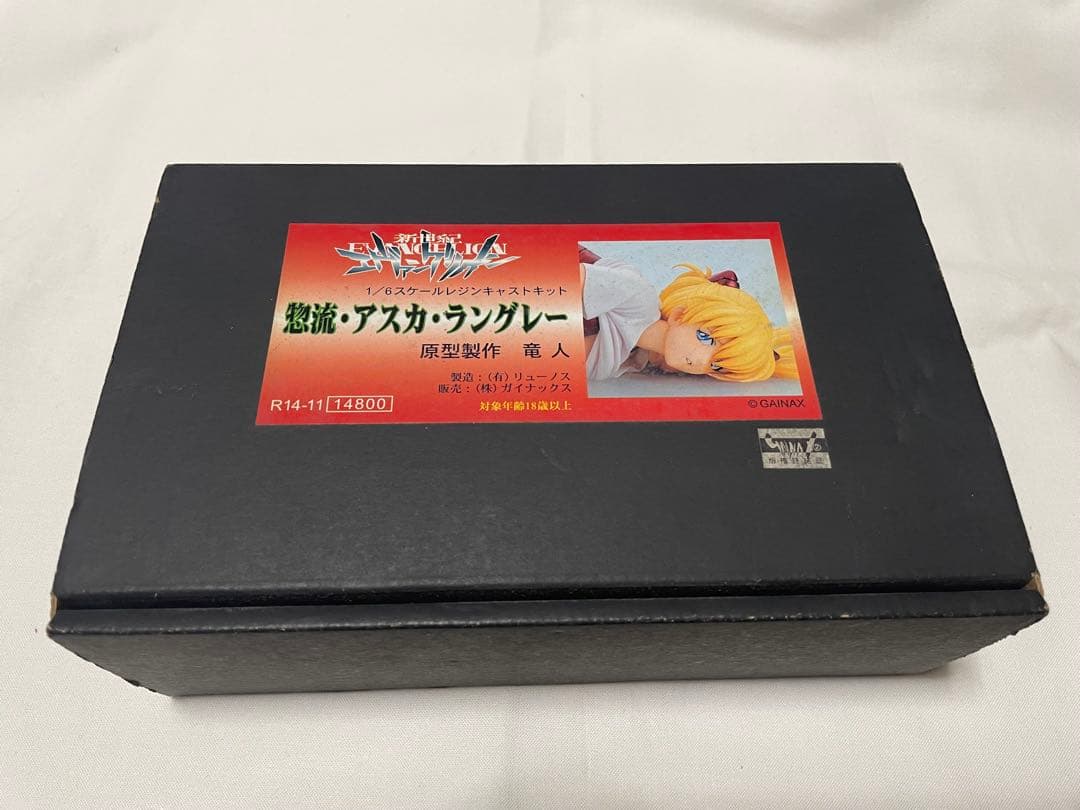 新世紀
EVANGELION
エヴァンゲリオン
1/6スケールレジンキャストキット
惣流・アスカ・ラングレー
原型製作 竜人
製造:(有)リューノス
販売:(株)ガイナックス
R14-11 14800
対象年齢18歳以上
©GAINAX